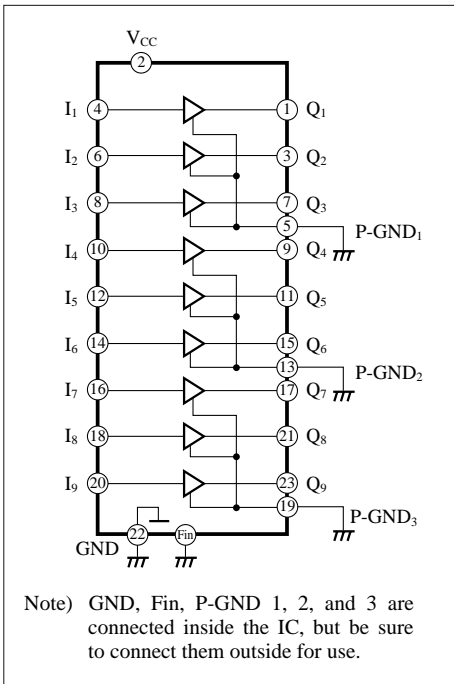 V_CC
2
I_1 4 1 Q_1
I_2 6 3 Q_2
I_3 8 7 Q_3
5 P-GND_1
I_4 10 9 Q_4
I_5 12 11 Q_5
I_6 14 15 Q_6
13 P-GND_2
I_7 16 17 Q_7
I_8 18 21 Q_8
I_9 20 23 Q_9
19 P-GND_3
GND 22 Fin
Note) GND, Fin, P-GND 1, 2, and 3 are
connected inside the IC, but be sure
to connect them outside for use.